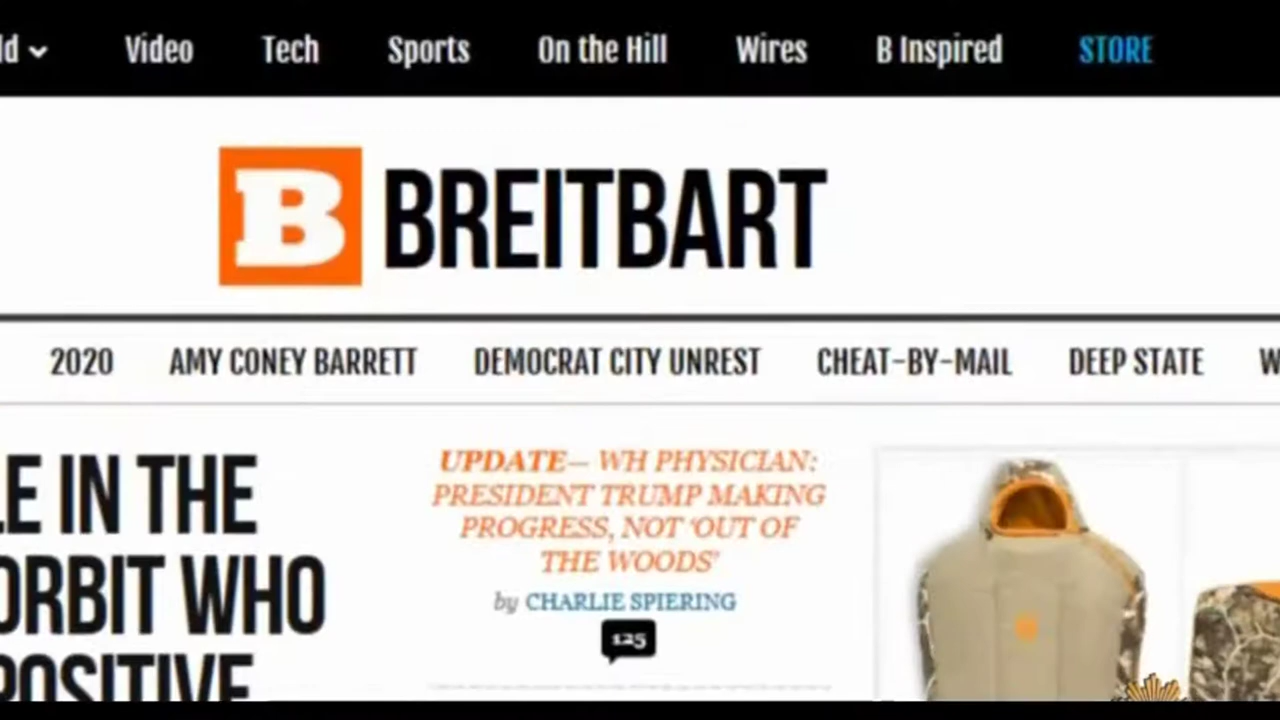 ld Video Tech Sports On the Hill Wires B Inspired STORE
B BREITBART
2020 AMY CONEY BARRETT DEMOCRAT CITY UNREST CHEAT-BY-MAIL DEEP STATE W
LE IN THE
ORBIT WHO
POSITIVE
UPDATE— WH PHYSICIAN:
PRESIDENT TRUMP MAKING
PROGRESS, NOT ‘OUT OF
THE WOODS’
by CHARLIE SPIERING
125